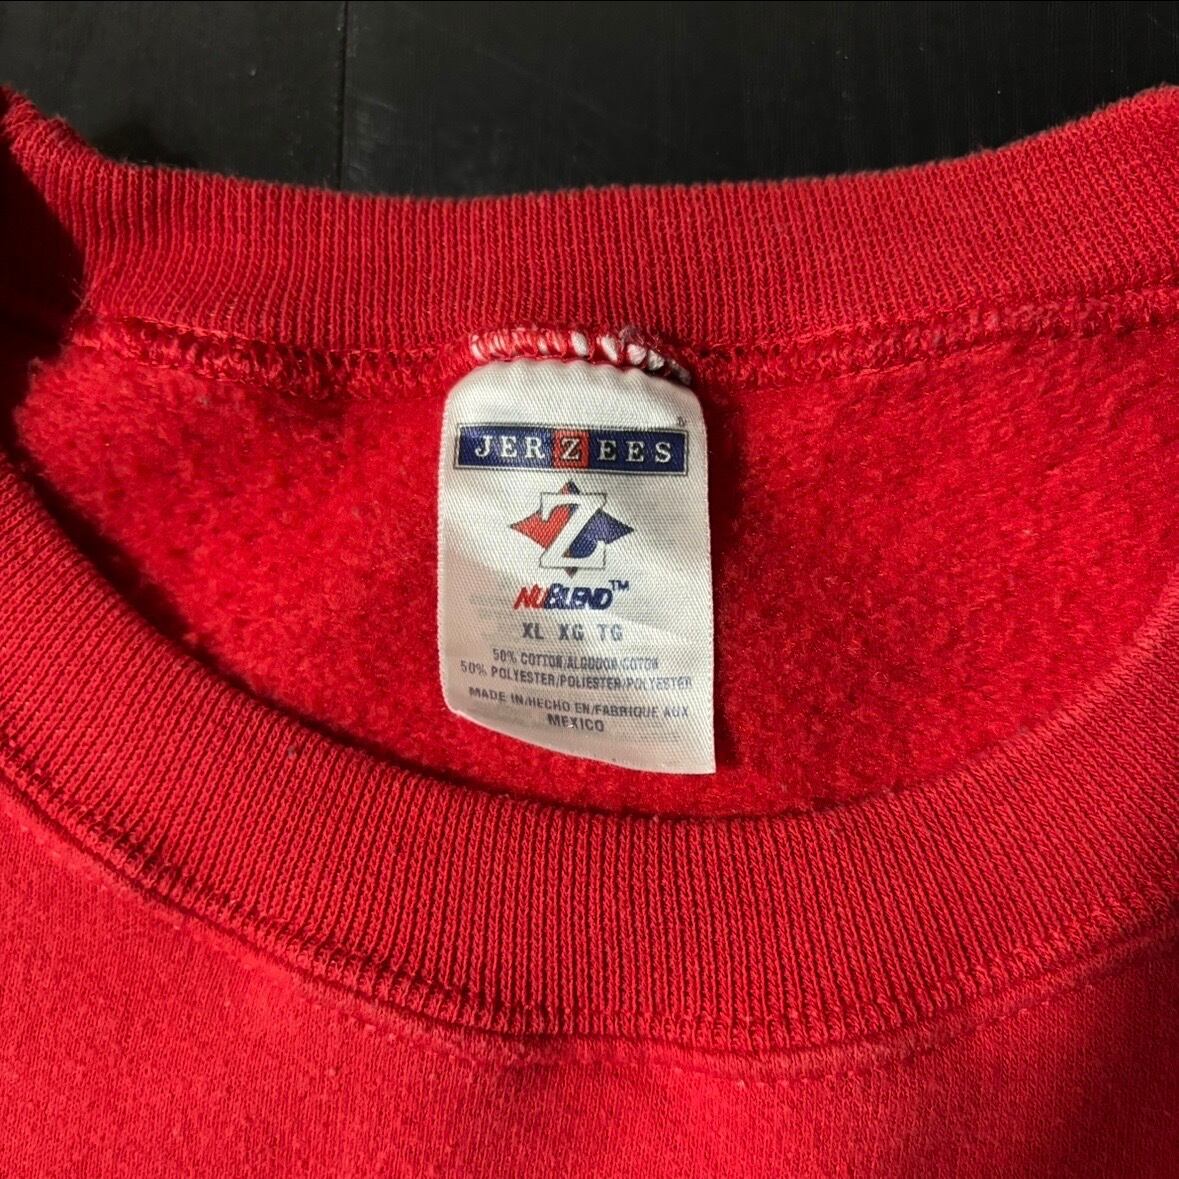 JERZEES
Z
NUBLEND™
XL XG TG
50% COTTON/ALGODON/COTON
50% POLYESTER/POLIESTER/POLYESTER
MADE IN/HECHO EN/FABRIQUE AUX
MEXICO